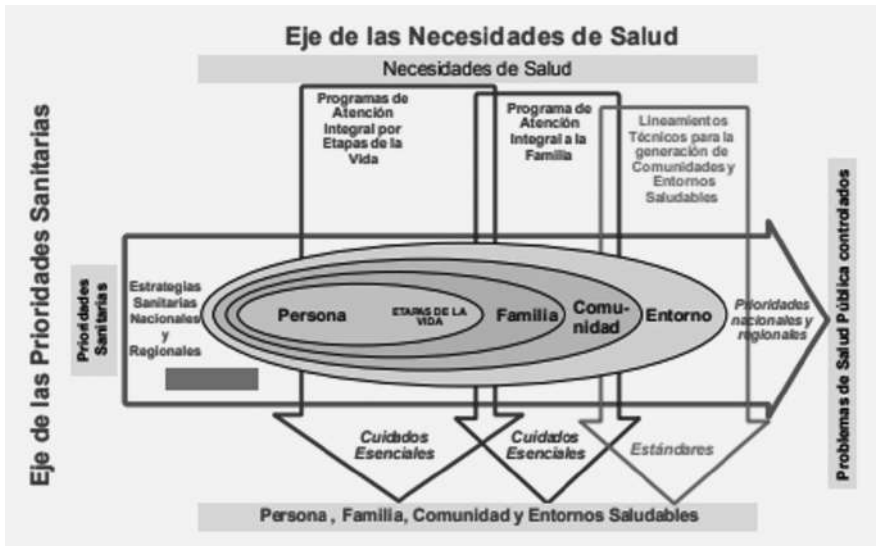 Eje de las Necesidades de Salud
Necesidades de Salud
Programas de
Atención
Integral por
Etapas de la
Vida
Programa de
Atención
Integral a la
Familia
Lineamientos
Técnicos para la
generación de
Comunidades y
Entornos
Saludables
Eje de las Prioridades Sanitarias
Prioridades
Sanitarias
Estrategias
Sanitarias
Nacionales
y
Regionales
Persona
ETAPAS DE LA
VIDA
Familia
Comu-
nidad
Entorno
Prioridades
nacionales y
regionales
Problemas de Salud Pública controlados
Cuidados
Esenciales
Cuidados
Esenciales
Estándares
Persona , Familia, Comunidad y Entornos Saludables